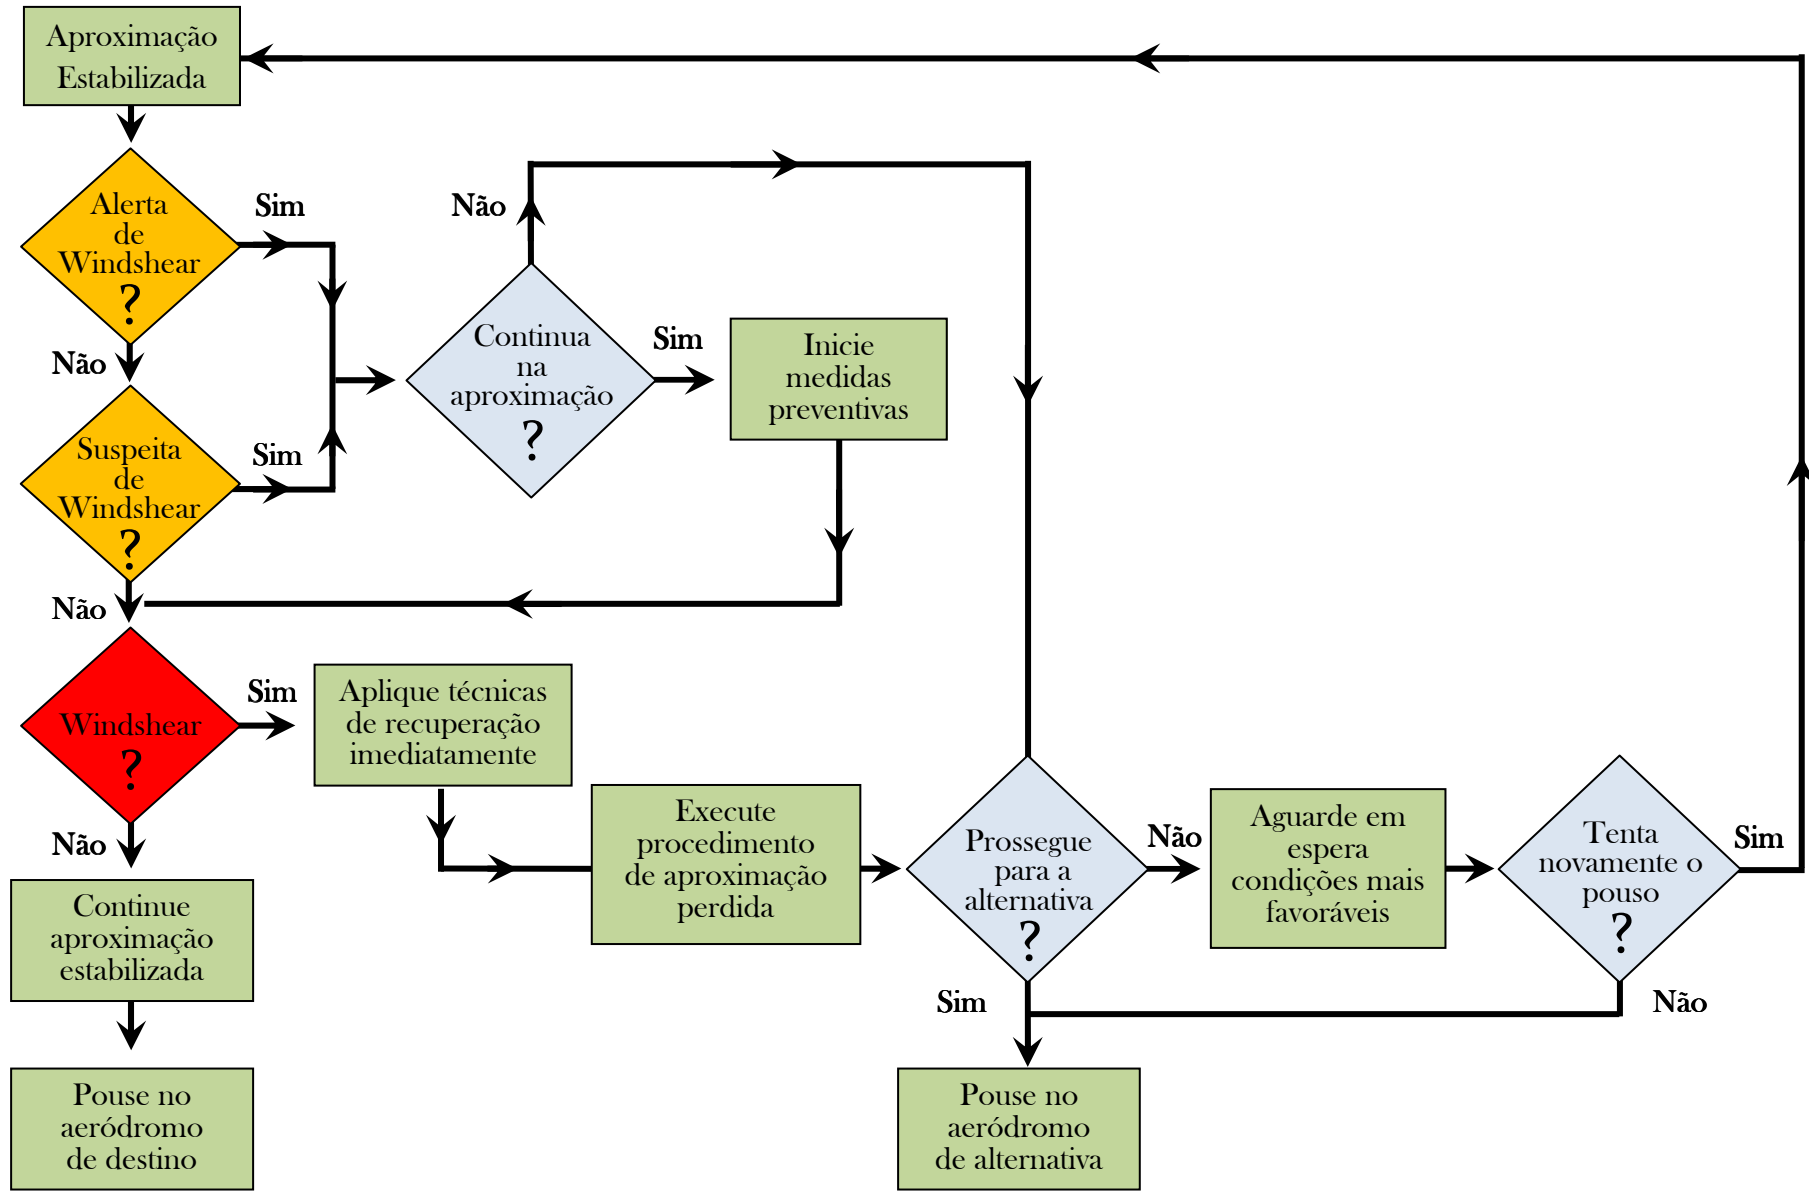 Aproximação
Estabilizada
Alerta
de
Windshear
?
Sim
Não
Suspeita
de
Windshear
?
Sim
Não
Continua
na
aproximação
?
Não
Sim
Inicie
medidas
preventivas
Windshear
?
Sim
Não
Aplique técnicas
de recuperação
imediatamente
Execute
procedimento
de aproximação
perdida
Prossegue
para a
alternativa
?
Não
Sim
Aguarde em
espera
condições mais
favoráveis
Tenta
novamente o
pouso
?
Sim
Não
Continue
aproximação
estabilizada
Pouse no
aeródromo
de destino
Pouse no
aeródromo
de alternativa